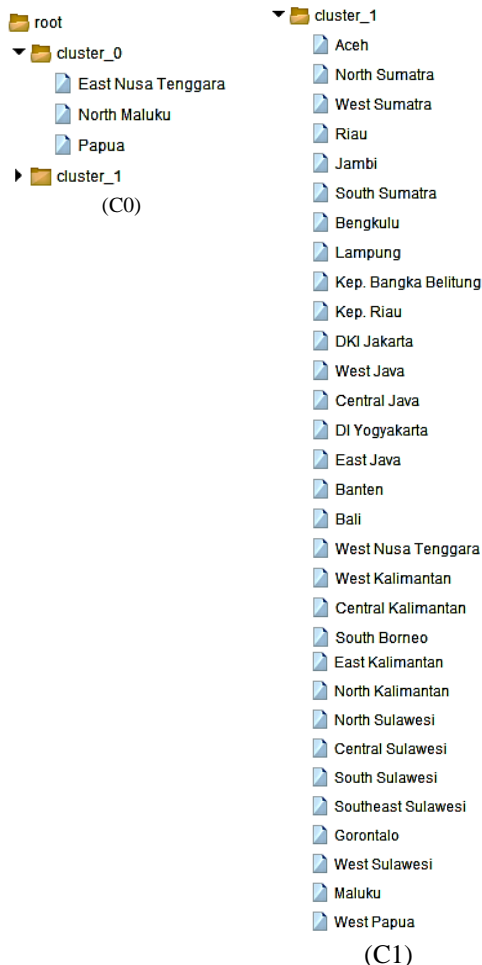 root
cluster_0
East Nusa Tenggara
North Maluku
Papua
cluster_1
(C0)
cluster_1
Aceh
North Sumatra
West Sumatra
Riau
Jambi
South Sumatra
Bengkulu
Lampung
Kep. Bangka Belitung
Kep. Riau
DKI Jakarta
West Java
Central Java
DI Yogyakarta
East Java
Banten
Bali
West Nusa Tenggara
West Kalimantan
Central Kalimantan
South Borneo
East Kalimantan
North Kalimantan
North Sulawesi
Central Sulawesi
South Sulawesi
Southeast Sulawesi
Gorontalo
West Sulawesi
Maluku
West Papua
(C1)